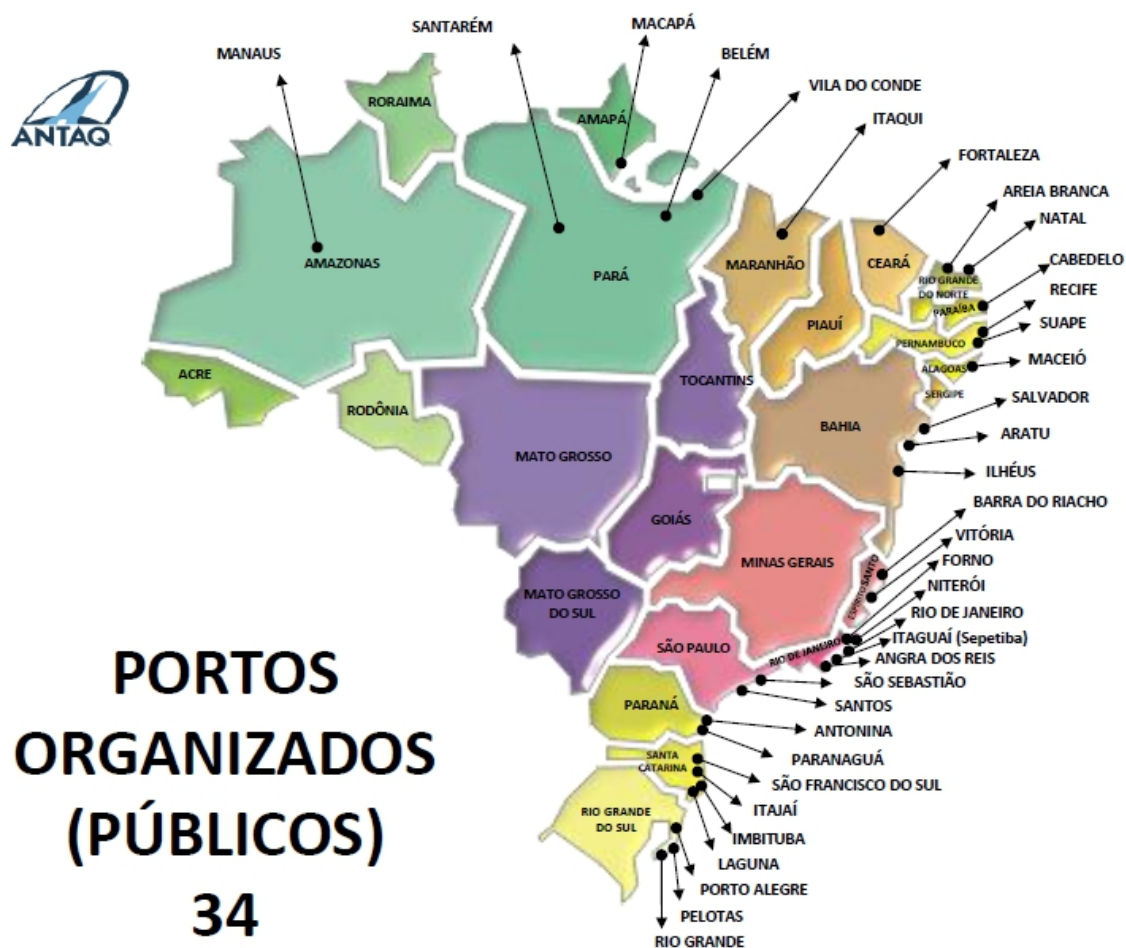 SANTARÉM
MACAPÁ
MANAUS
BELÉM
ANTAQ
RORAIMA
VILA DO CONDE
AMAPÁ
ITAQUI
FORTALEZA
AREIA BRANCA
NATAL
CABEDELO
RECIFE
SUAPE
MACEIÓ
SALVADOR
ARATU
ILHÉUS
AMAZONAS
PARÁ
MARANHÃO
CEARÁ
RIO GRANDE
DO NORTE
PARAÍBA
PIAUÍ
PERNAMBUCO
ALAGOAS
SERGIPE
ACRE
RODÔNIA
TOCANTINS
BAHIA
MATO GROSSO
GOIÁS
MINAS GERAIS
ESPÍRITO SANTO
MATO GROSSO
DO SUL
SÃO PAULO
RIO DE JANEIRO
BARRA DO RIACHO
VITÓRIA
FORNO
NITERÓI
RIO DE JANEIRO
ITAGUAÍ (Sepetiba)
ANGRA DOS REIS
SÃO SEBASTIÃO
SANTOS
PARANÁ
ANTONINA
PARANAGUÁ
SANTA
CATARINA
SÃO FRANCISCO DO SUL
ITAJAÍ
RIO GRANDE
DO SUL
IMBITUBA
LAGUNA
PORTO ALEGRE
PELOTAS
RIO GRANDE
PORTOS
ORGANIZADOS
(PÚBLICOS)
34